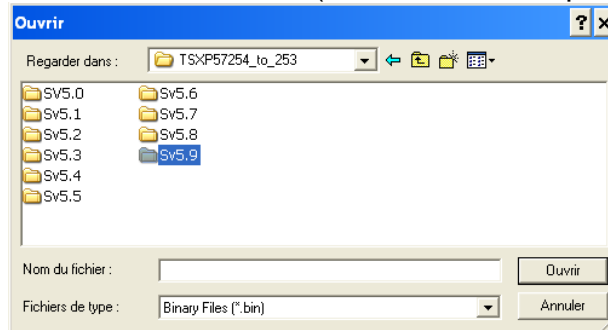 Ouvrir
Regarder dans :
TSXP57254_to_253
SV5.0
Sv5.1
Sv5.2
Sv5.3
Sv5.4
Sv5.5
Sv5.6
Sv5.7
Sv5.8
Sv5.9
Nom du fichier :
Ouvrir
Fichiers de type :
Binary Files (*.bin)
Annuler